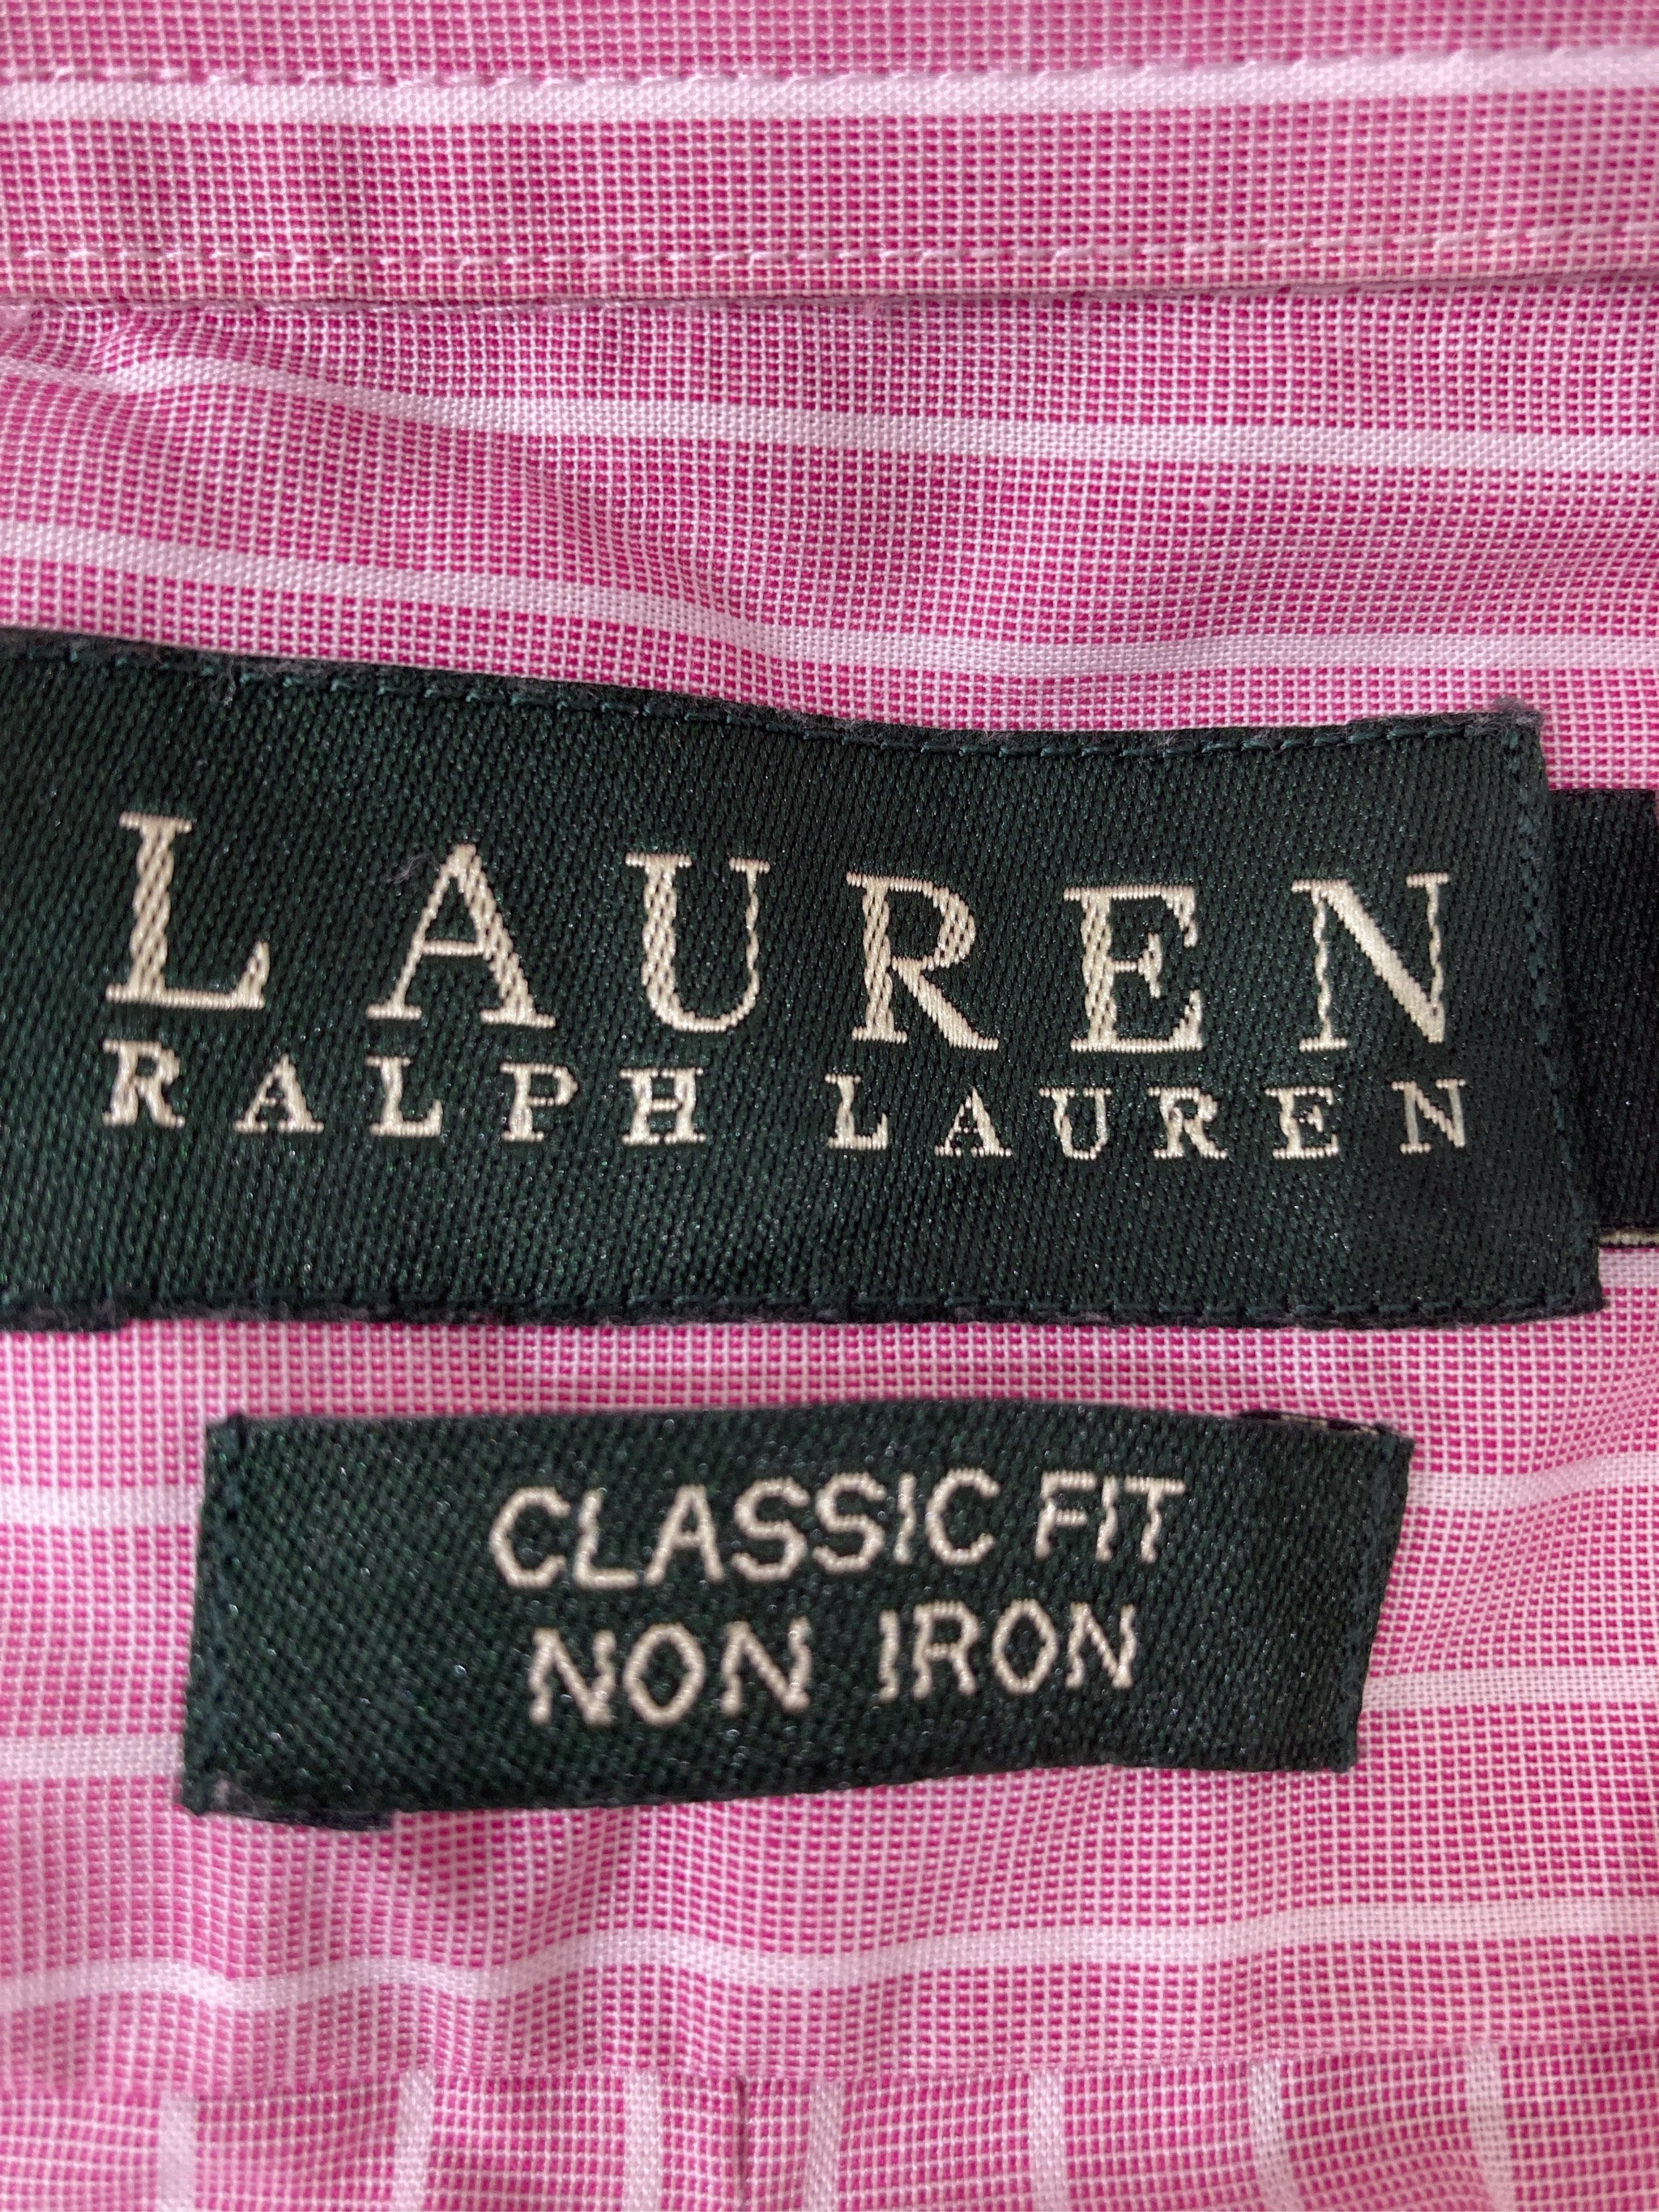 LAUREN
RALPH LAUREN
CLASSIC FIT
NON IRON